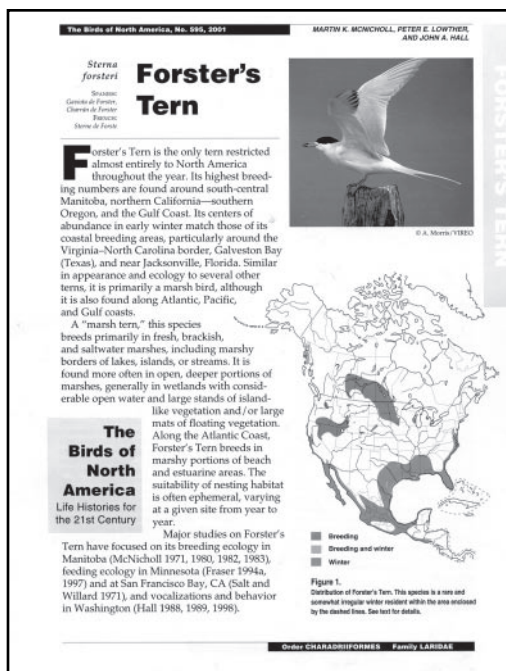 The Birds of North America, No. 595, 2001
MARTIN K. MCNICHOLL, PETER E. LOWTHER,
AND JOHN A. HALL
FORSTER'S TERN
Sterna
forsteri
SPANISH:
Gaviota de Forster,
Charrán de Forster
FRENCH:
Sterne de Forste
Forster's
Tern
© A. Morris/VIREO
Forster's Tern is the only tern restricted
almost entirely to North America
throughout the year. Its highest breed-
ing numbers are found around south-central
Manitoba, northern California—southern
Oregon, and the Gulf Coast. Its centers of
abundance in early winter match those of its
coastal breeding areas, particularly around the
Virginia–North Carolina border, Galveston Bay
(Texas), and near Jacksonville, Florida. Similar
in appearance and ecology to several other
terns, it is primarily a marsh bird, although
it is also found along Atlantic, Pacific,
and Gulf coasts.
A "marsh tern," this species
breeds primarily in fresh, brackish,
and saltwater marshes, including marshy
borders of lakes, islands, or streams. It is
found more often in open, deeper portions of
marshes, generally in wetlands with consid-
erable open water and large stands of island-
like vegetation and/or large
mats of floating vegetation.
Along the Atlantic Coast,
Forster's Tern breeds in
marshy portions of beach
and estuarine areas. The
suitability of nesting habitat
is often ephemeral, varying
at a given site from year to
year.
Major studies on Forster's
Tern have focused on its breeding ecology in
Manitoba (McNicholl 1971, 1980, 1982, 1983),
feeding ecology in Minnesota (Fraser 1994a,
1997) and at San Francisco Bay, CA (Salt and
Willard 1971), and vocalizations and behavior
in Washington (Hall 1988, 1989, 1998).
The
Birds of
North
America
Life Histories for
the 21st Century
Breeding
Breeding and winter
Winter
Figure 1.
Distribution of Forster's Tern. This species is a rare and
somewhat irregular winter resident within the area enclosed
by the dashed lines. See text for details.
Order CHARADRIIFORMES Family LARIDAE